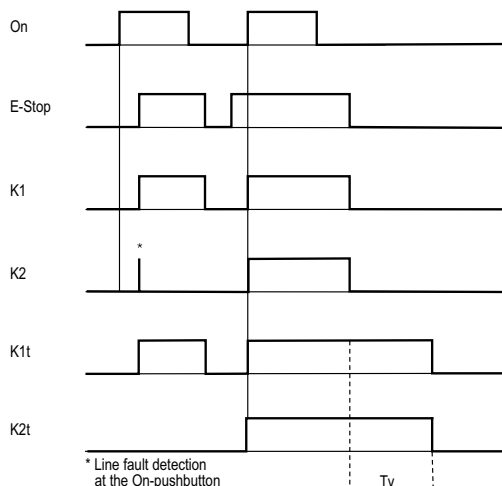 On
E-Stop
K1
*
K2
K1t
K2t
* Line fault detection
at the On-pushbutton
Tv